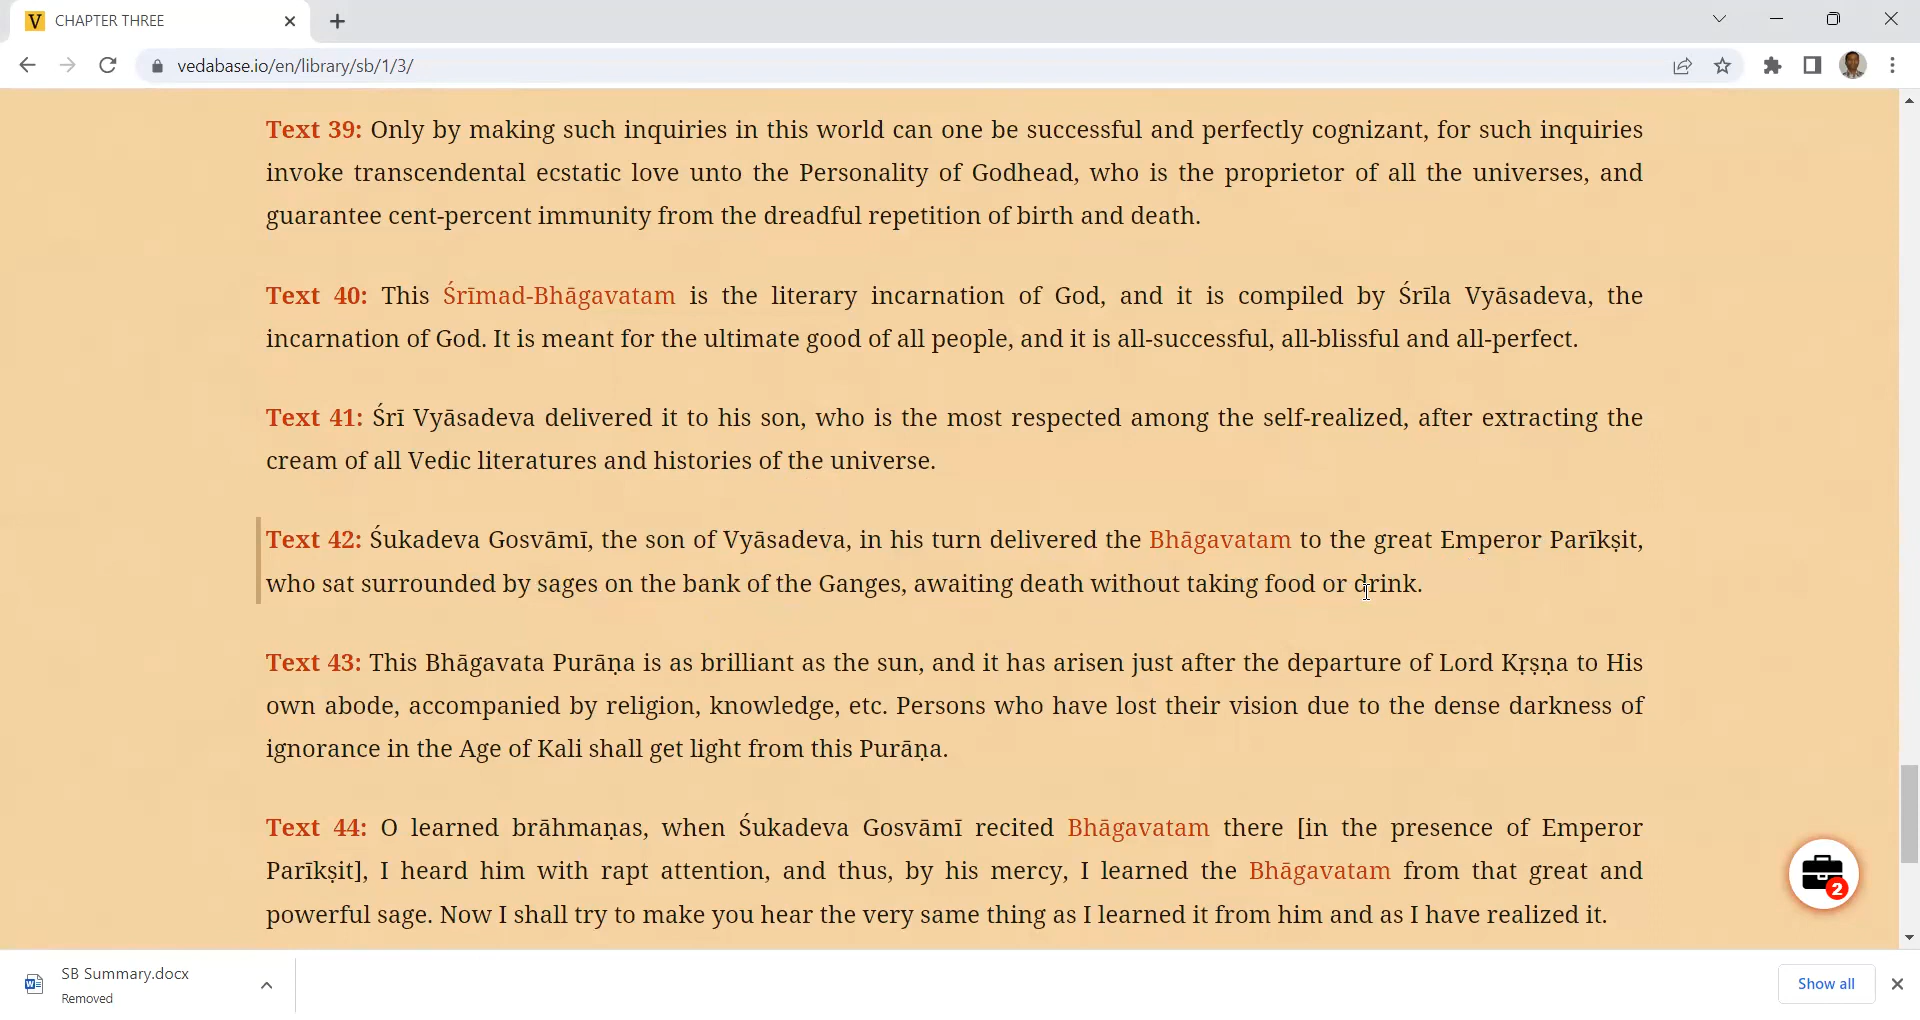 CHAPTER THREE
vedabase.io/en/library/sb/1/3/
Text 39: Only by making such inquiries in this world can one be successful and perfectly cognizant, for such inquiries
invoke transcendental ecstatic love unto the Personality of Godhead, who is the proprietor of all the universes, and
guarantee cent-percent immunity from the dreadful repetition of birth and death.
Text 40: This Śrīmad-Bhāgavatam is the literary incarnation of God, and it is compiled by Śrīla Vyāsadeva, the
incarnation of God. It is meant for the ultimate good of all people, and it is all-successful, all-blissful and all-perfect.
Text 41: Śrī Vyāsadeva delivered it to his son, who is the most respected among the self-realized, after extracting the
cream of all Vedic literatures and histories of the universe.
Text 42: Śukadeva Gosvāmī, the son of Vyāsadeva, in his turn delivered the Bhāgavatam to the great Emperor Parīkṣit,
who sat surrounded by sages on the bank of the Ganges, awaiting death without taking food or drink.
Text 43: This Bhāgavata Purāṇa is as brilliant as the sun, and it has arisen just after the departure of Lord Kṛṣṇa to His
own abode, accompanied by religion, knowledge, etc. Persons who have lost their vision due to the dense darkness of
ignorance in the Age of Kali shall get light from this Purāṇa.
Text 44: O learned brāhmaṇas, when Śukadeva Gosvāmī recited Bhāgavatam there [in the presence of Emperor
Parīkṣit], I heard him with rapt attention, and thus, by his mercy, I learned the Bhāgavatam from that great and
powerful sage. Now I shall try to make you hear the very same thing as I learned it from him and as I have realized it.
2
SB Summary.docx
Removed
Show all